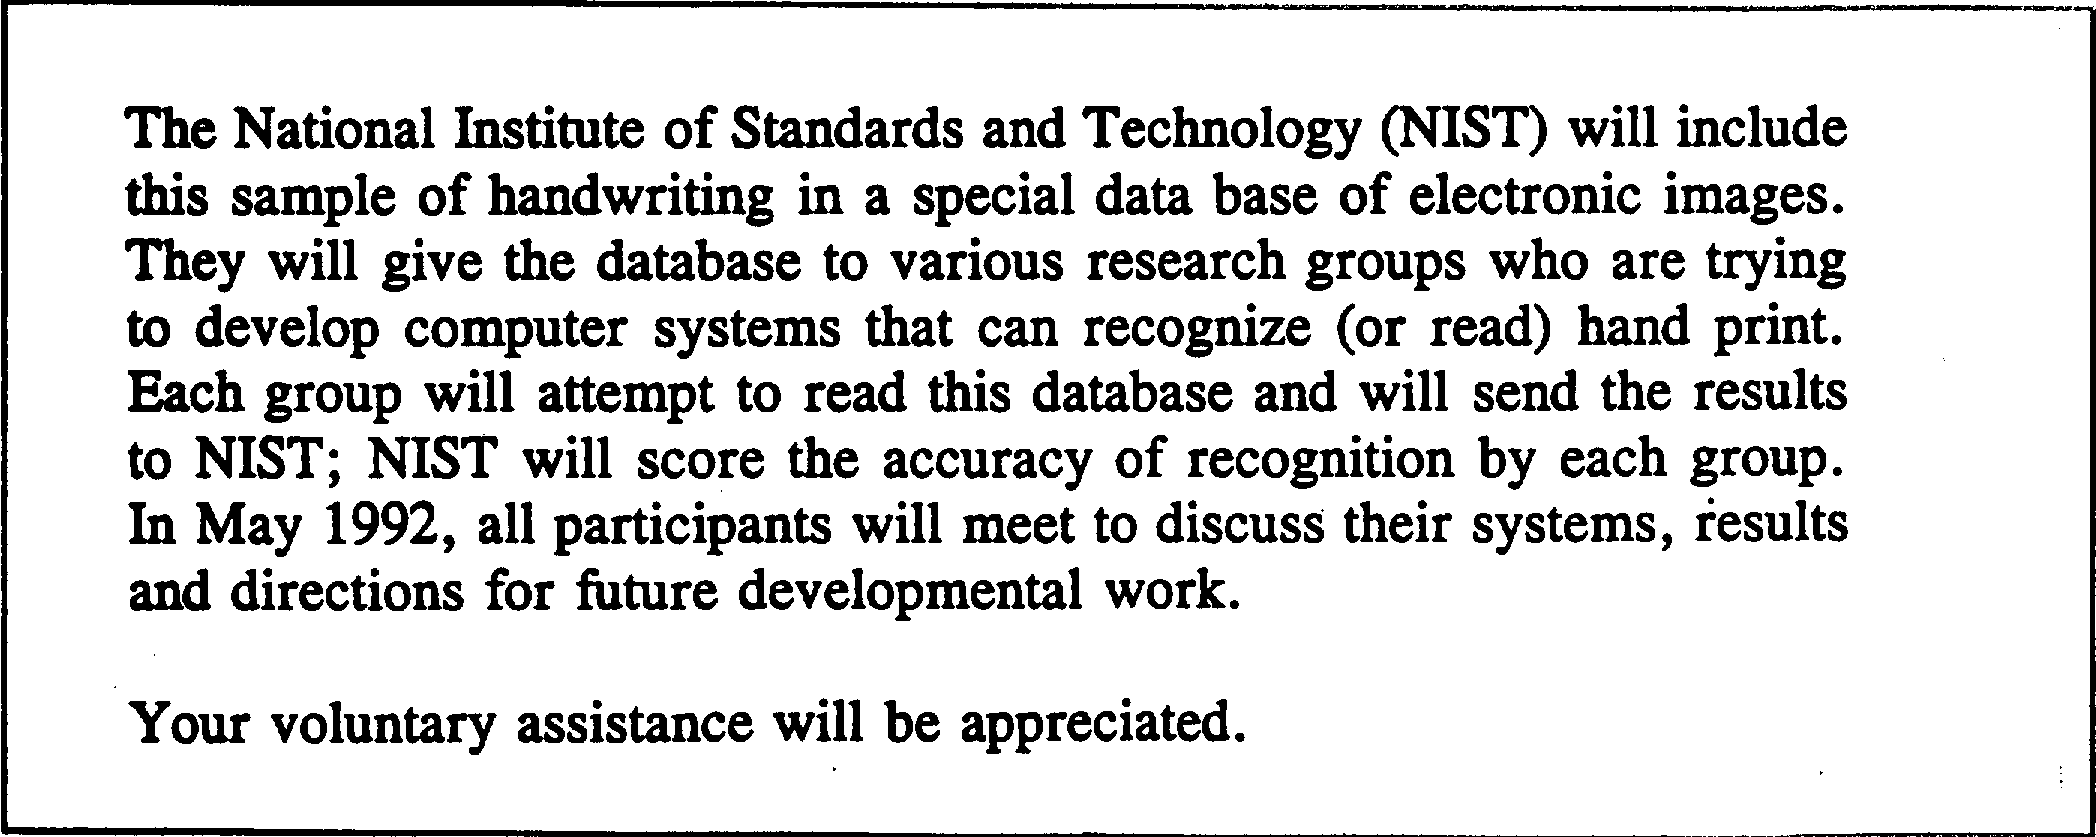 The National Institute of Standards and Technology (NIST) will include
this sample of handwriting in a special data base of electronic images.
They will give the database to various research groups who are trying
to develop computer systems that can recognize (or read) hand print.
Each group will attempt to read this database and will send the results
to NIST; NIST will score the accuracy of recognition by each group.
In May 1992, all participants will meet to discuss their systems, results
and directions for future developmental work.
Your voluntary assistance will be appreciated.